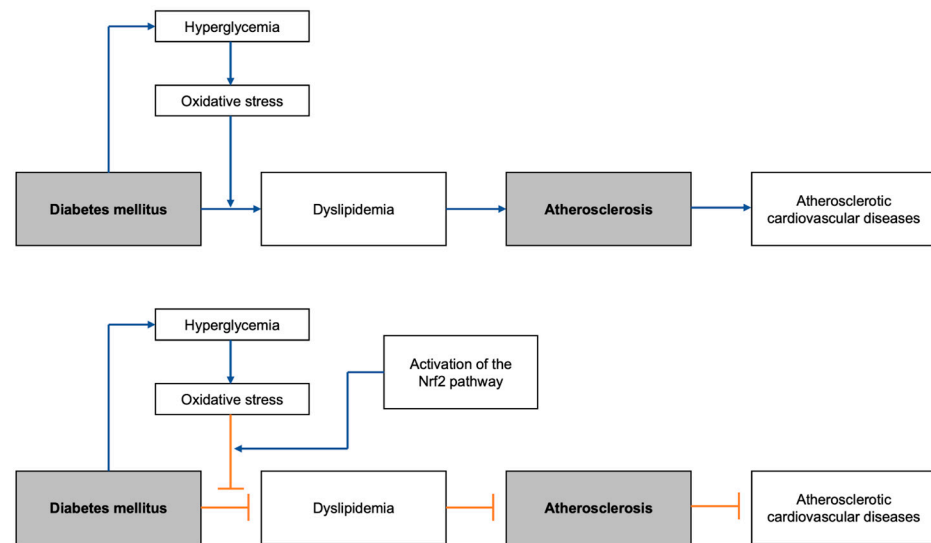 Hyperglycemia
Oxidative stress
Diabetes mellitus
Dyslipidemia
Atherosclerosis
Atherosclerotic
cardiovascular diseases
Hyperglycemia
Activation of the
Nrf2 pathway
Oxidative stress
Diabetes mellitus
Dyslipidemia
Atherosclerosis
Atherosclerotic
cardiovascular diseases